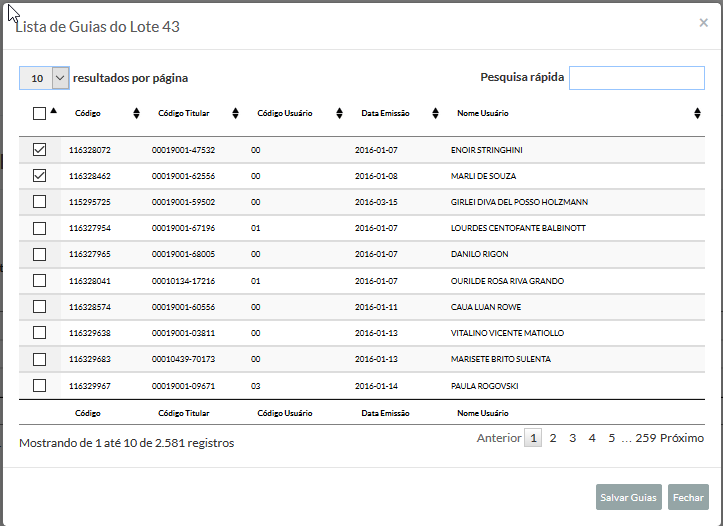 Lista de Guias do Lote 43 ×
10 resultados por página Pesquisa rápida
Código Código Titular Código Usuário Data Emissão Nome Usuário
116328072 00019001-47532 00 2016-01-07 ENOIR STRINGHINI
116328462 00019001-62556 00 2016-01-08 MARLI DE SOUZA
115295725 00019001-59502 00 2016-03-15 GIRLEI DIVA DEL POSSO HOLZMANN
116327954 00019001-67196 01 2016-01-07 LOURDES CENTOFANTE BALBINOTT
116327965 00019001-68005 00 2016-01-07 DANILO RIGON
116328041 00010134-17216 01 2016-01-07 OURILDE ROSA RIVA GRANDO
116328574 00019001-60556 00 2016-01-11 CAUA LUAN ROWE
116329638 00019001-03811 00 2016-01-13 VITALINO VICENTE MATIOLLO
116329683 00010439-70173 00 2016-01-13 MARISETE BRITO SULENTA
116329967 00019001-09671 03 2016-01-14 PAULA ROGOVSKI
Código Código Titular Código Usuário Data Emissão Nome Usuário
Mostrando de 1 até 10 de 2.581 registros Anterior 1 2 3 4 5 ... 259 Próximo
Salvar Guias Fechar